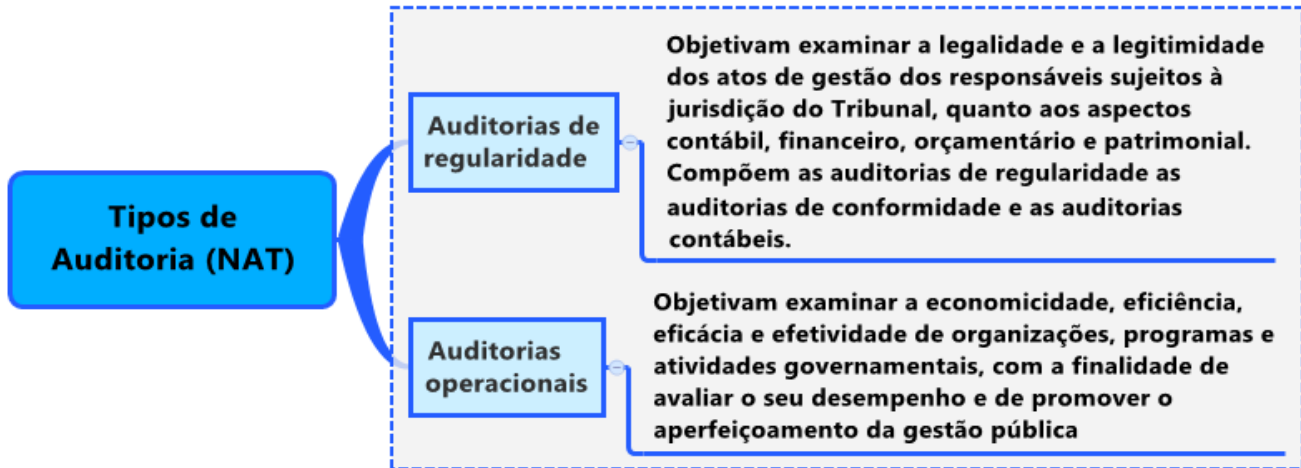 Tipos de
Auditoria (NAT)
Auditorias de
regularidade
Objetivam examinar a legalidade e a legitimidade
dos atos de gestão dos responsáveis sujeitos à
jurisdição do Tribunal, quanto aos aspectos
contábil, financeiro, orçamentário e patrimonial.
Compõem as auditorias de regularidade as
auditorias de conformidade e as auditorias
contábeis.
Auditorias
operacionais
Objetivam examinar a economicidade, eficiência,
eficácia e efetividade de organizações, programas e
atividades governamentais, com a finalidade de
avaliar o seu desempenho e de promover o
aperfeiçoamento da gestão pública